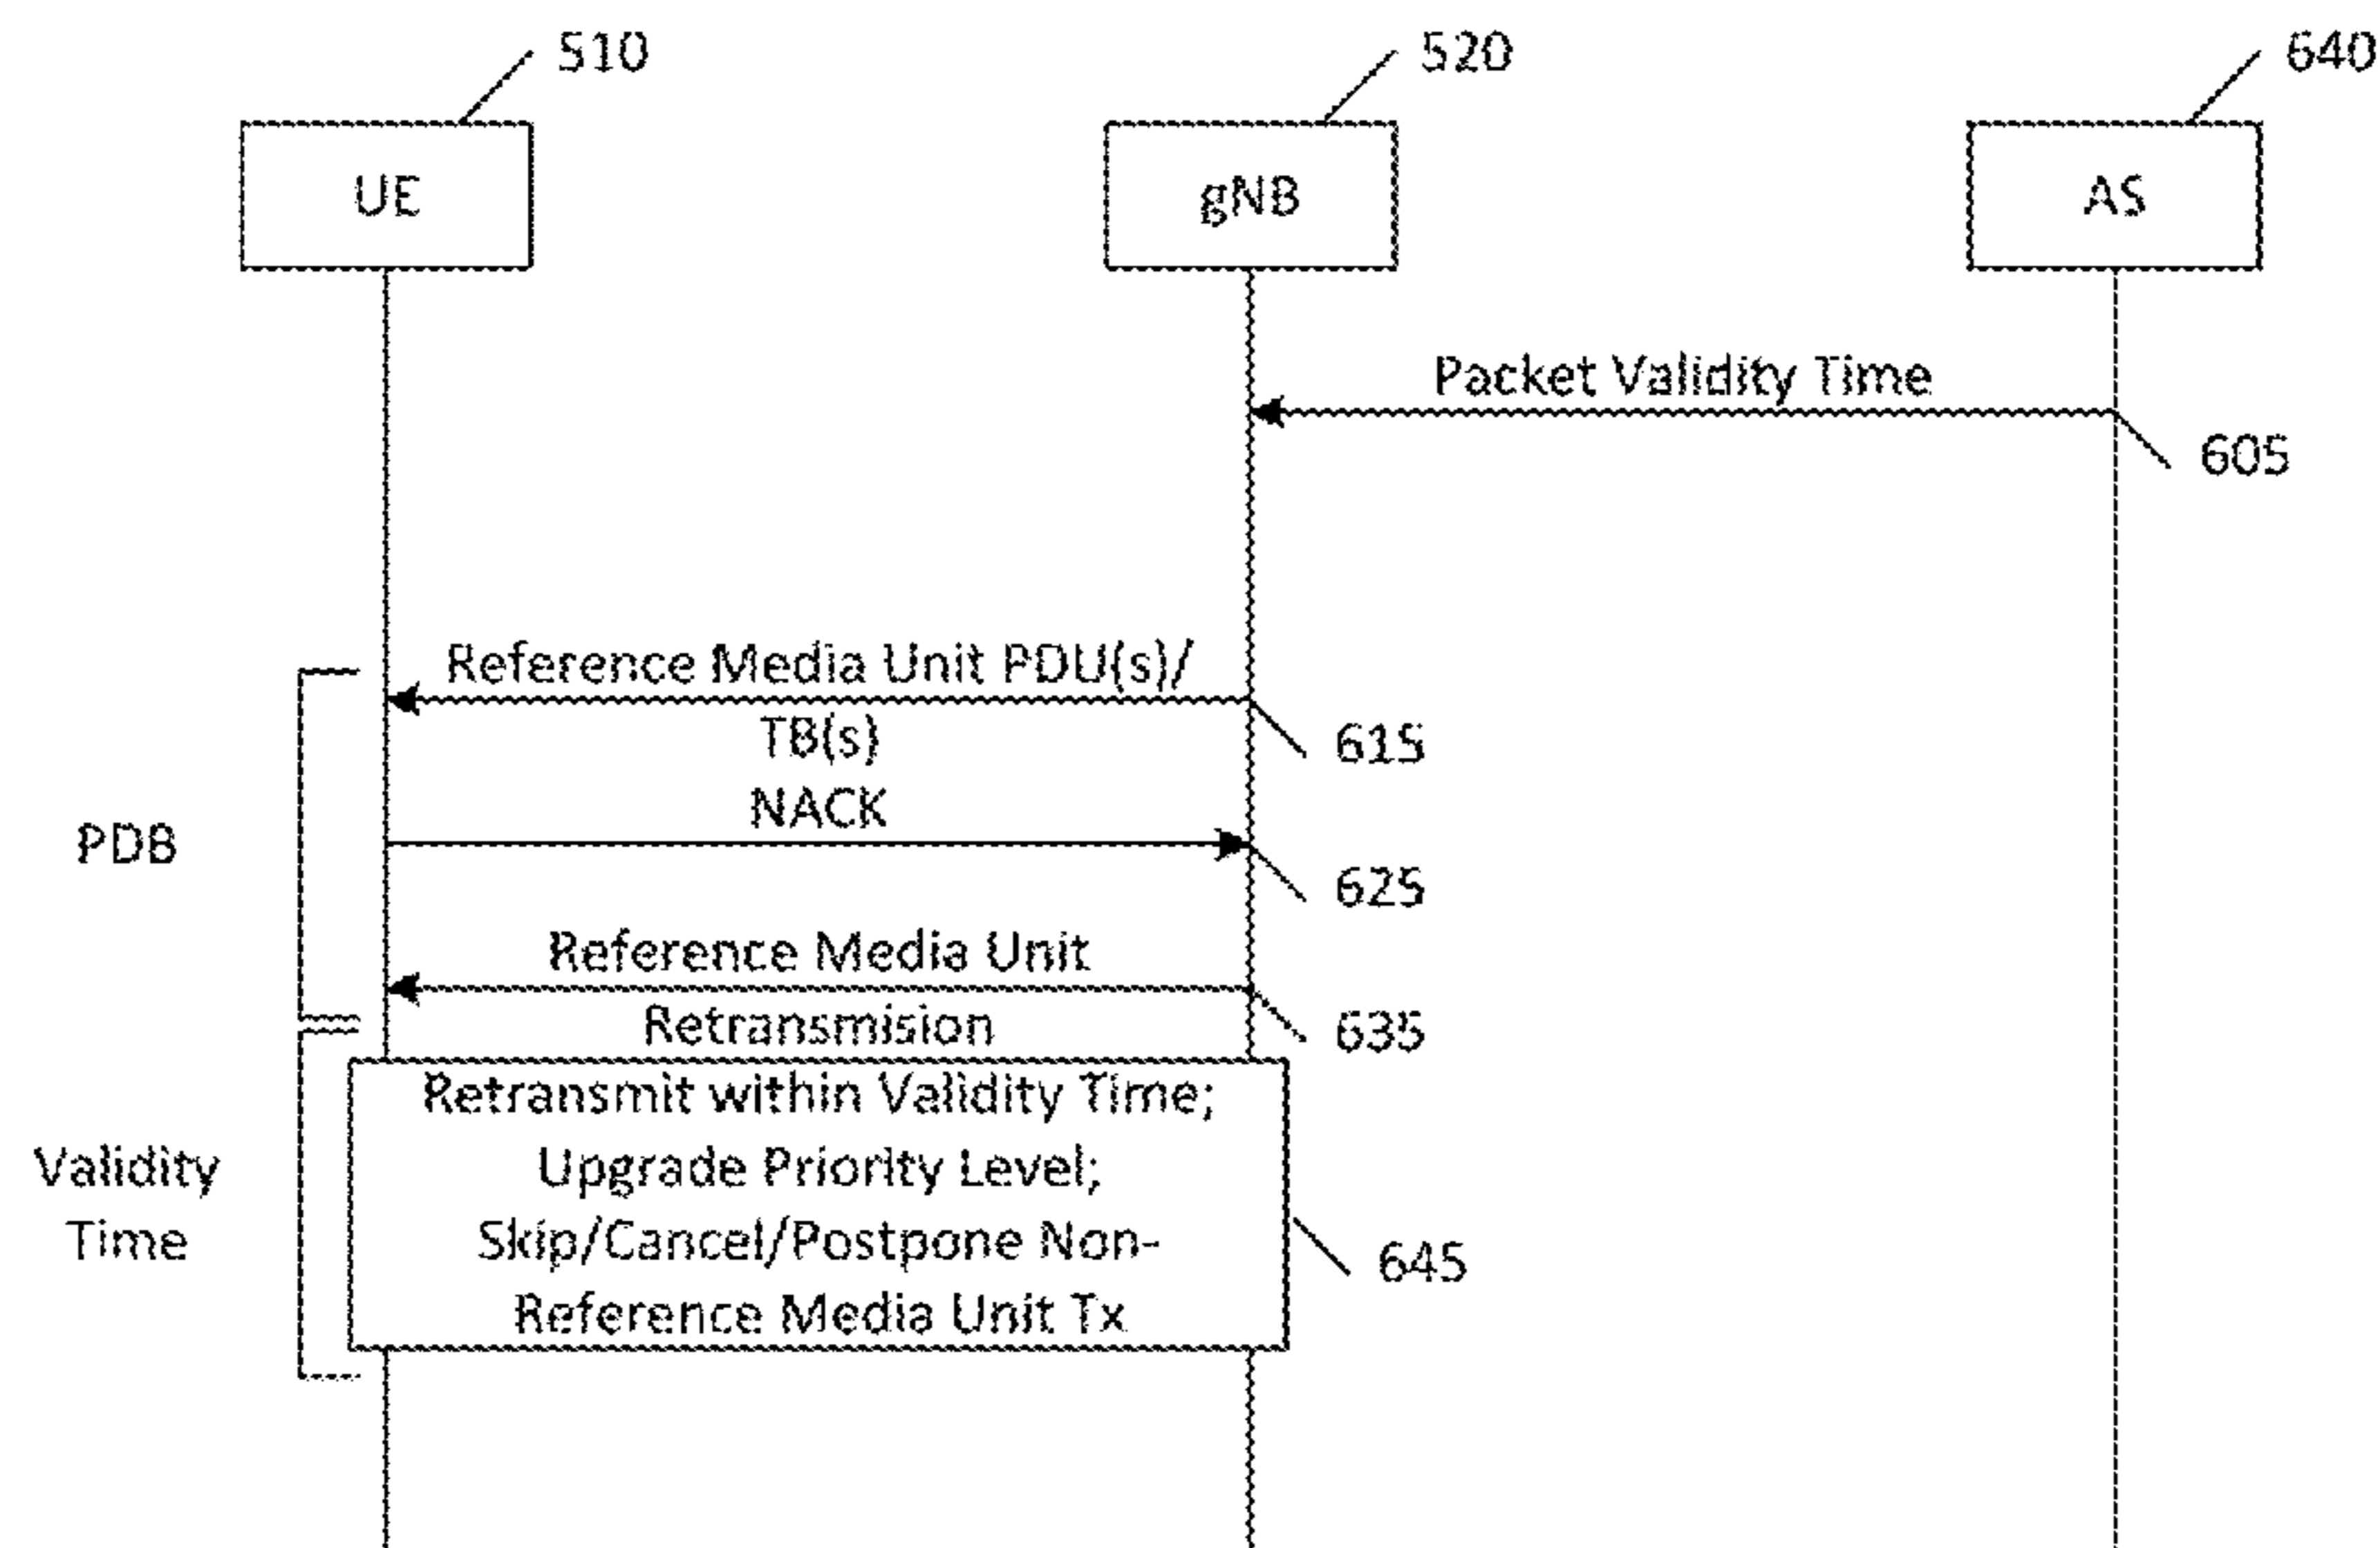 510
520
640
UE
gNB
AS
Packet Validity Time
605
Reference Media Unit PDU(s)/
TB(s)
615
NACK
PDB
625
Reference Media Unit
Retransmision
635
Retransmit within Validity Time;
Upgrade Priority Level;
Skip/Cancel/Postpone Non-
Reference Media Unit Tx
Validity
Time
645